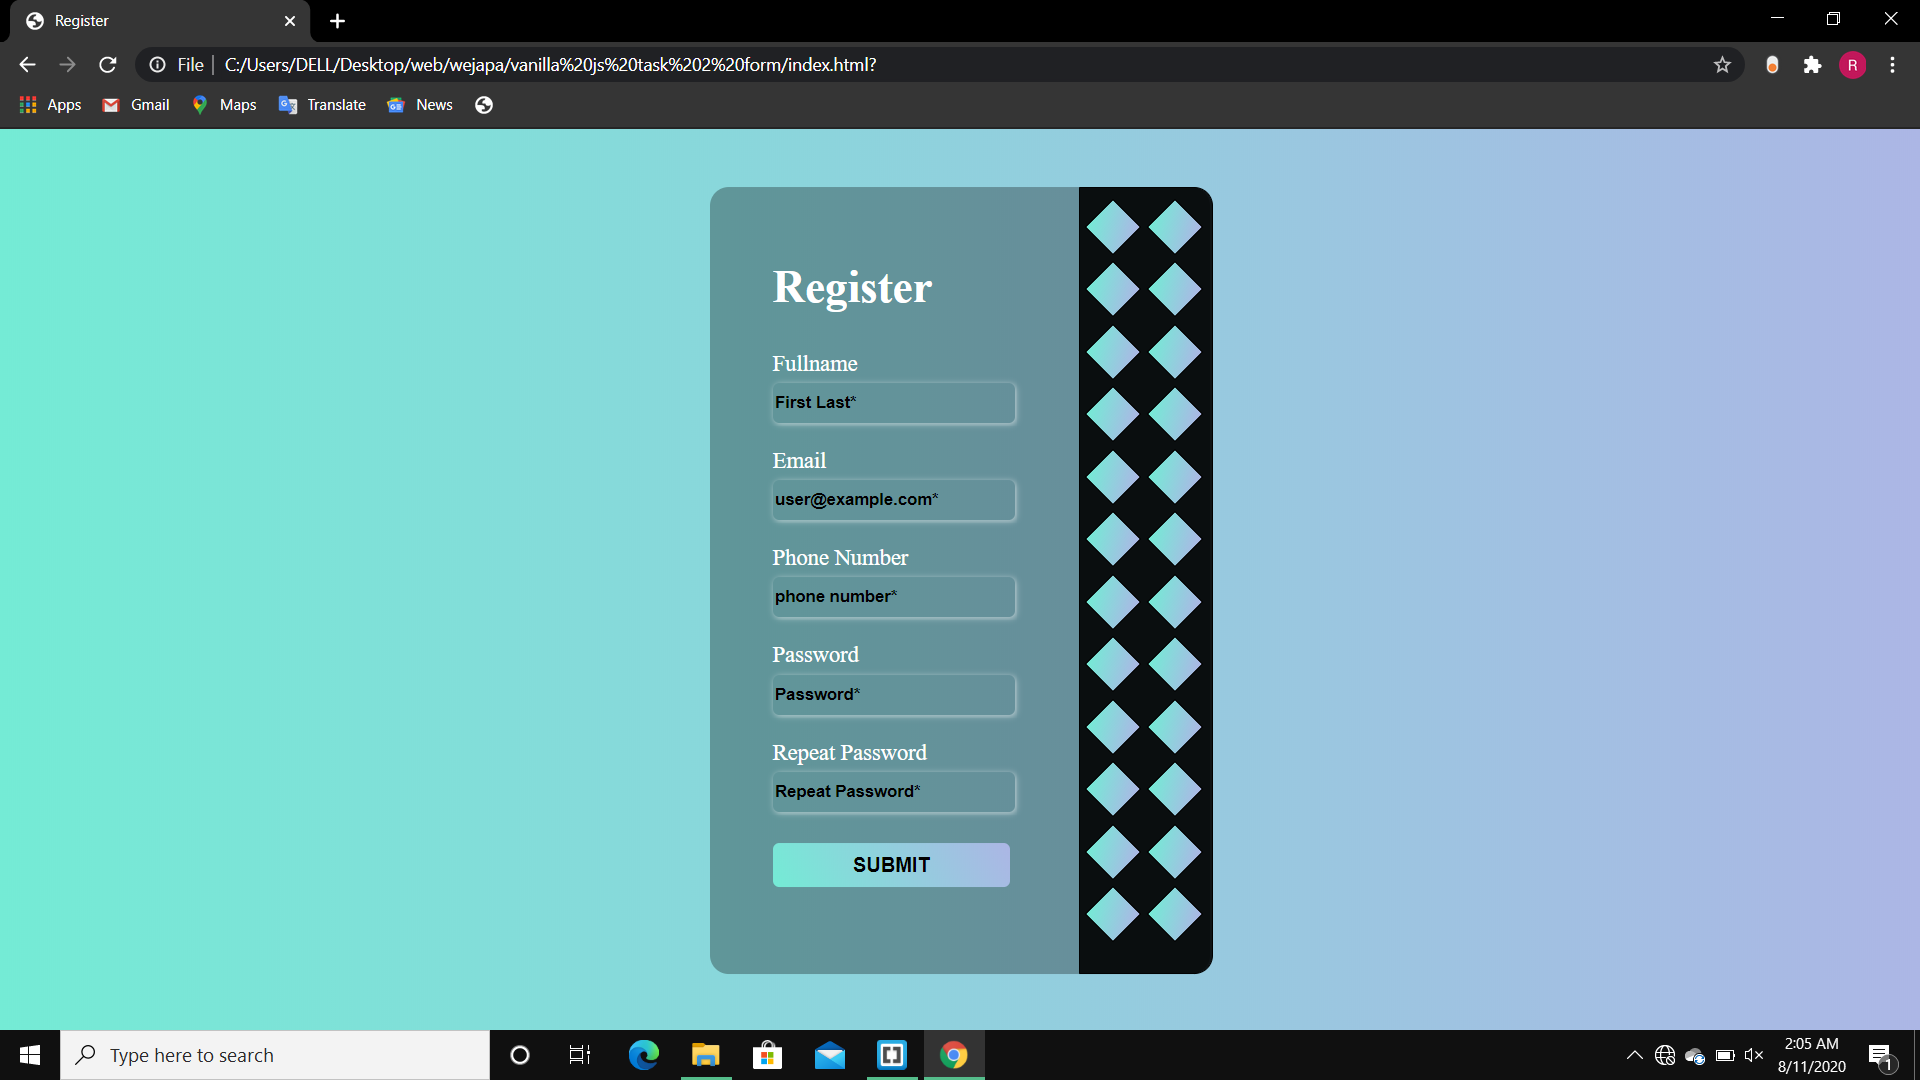 Register
File
C:/Users/DELL/Desktop/web/wejapa/vanilla%20js%20task%202%20form/index.html?
R
Apps Gmail Maps Translate News
Register
Fullname
First Last*
Email
user@example.com*
Phone Number
phone number*
Password
Password*
Repeat Password
Repeat Password*
SUBMIT
Type here to search
2:05 AM
8/11/2020
1